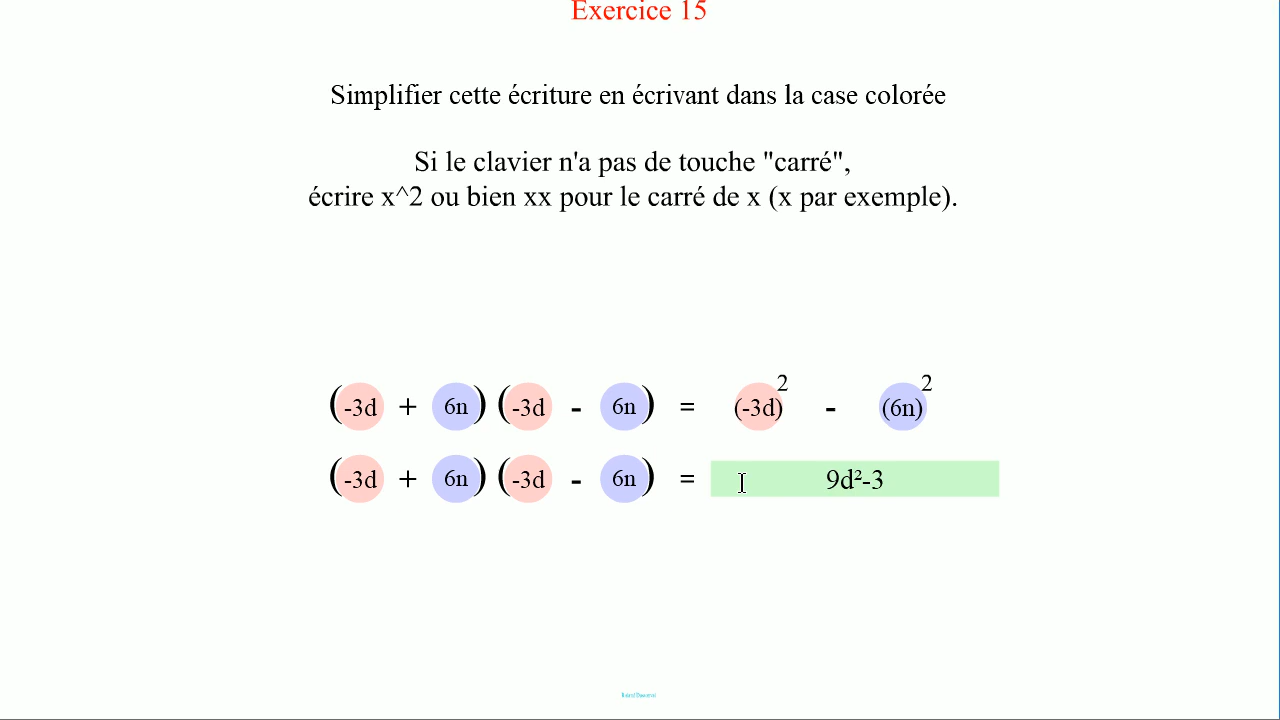 Exercice 15
Simplifier cette écriture en écrivant dans la case colorée
Si le clavier n'a pas de touche "carré",
écrire x^2 ou bien xx pour le carré de x (x par exemple).
(-3d + 6n) (-3d - 6n) = (-3d)² - (6n)²
(-3d + 6n) (-3d - 6n) = 9d²-3